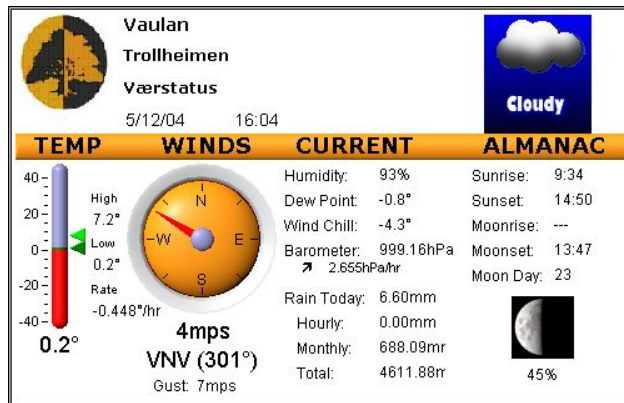 Vaulan
Trollheimen
Værstatus
5/12/04 16:04
Cloudy
TEMP WINDS CURRENT ALMANAC
40
20
0
-20
-40
High
7.2°
Low
0.2°
Rate
-0.448°/hr
0.2°
N
W E
S
4mps
VNV (301°)
Gust: 7mps
Humidity: 93%
Dew Point: -0.8°
Wind Chill: -4.3°
Barometer: 999.16hPa
2.655hPa/hr
Rain Today: 6.60mm
Hourly: 0.00mm
Monthly: 688.09mr
Total: 4611.88m
Sunrise: 9:34
Sunset: 14:50
Moonrise: ---
Moonset: 13:47
Moon Day: 23
45%